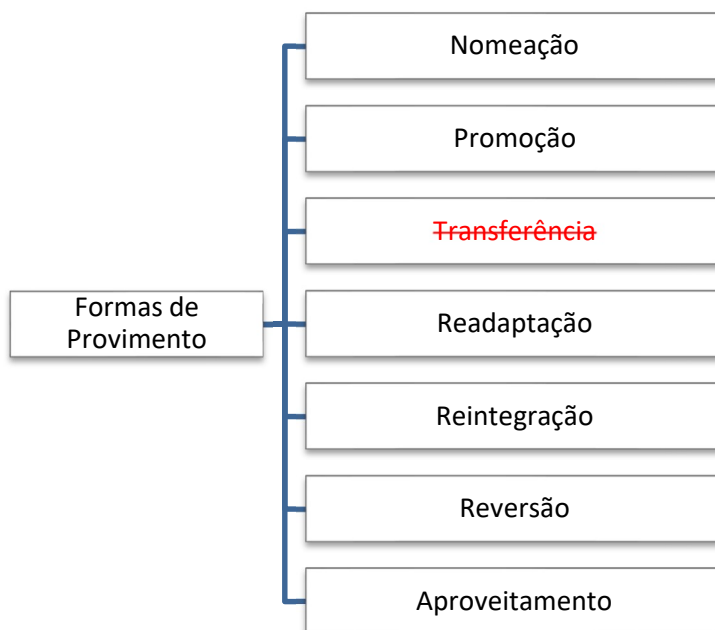 Formas de
Provimento
Nomeação
Promoção
Transferência
Readaptação
Reintegração
Reversão
Aproveitamento